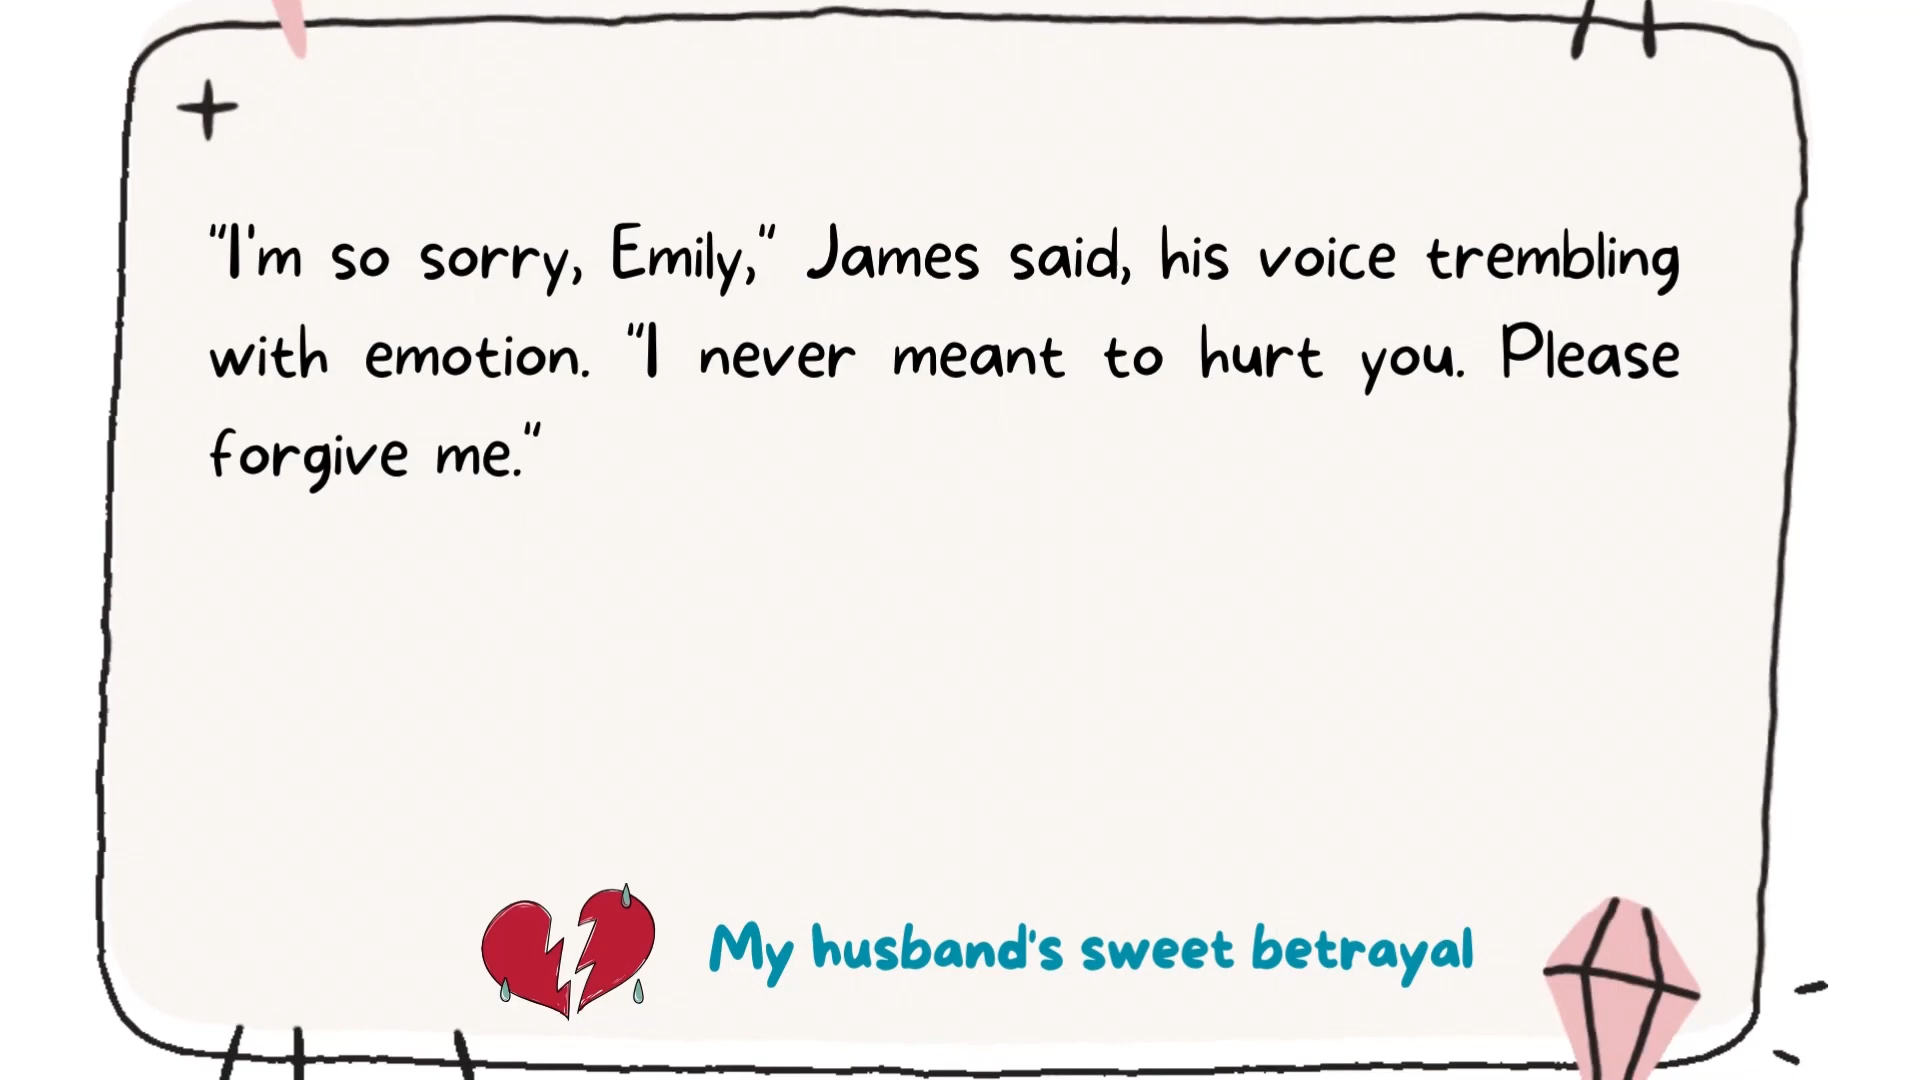 "I'm so sorry, Emily," James said, his voice trembling
with emotion. "I never meant to hurt you. Please
forgive me."
My husband's sweet betrayal